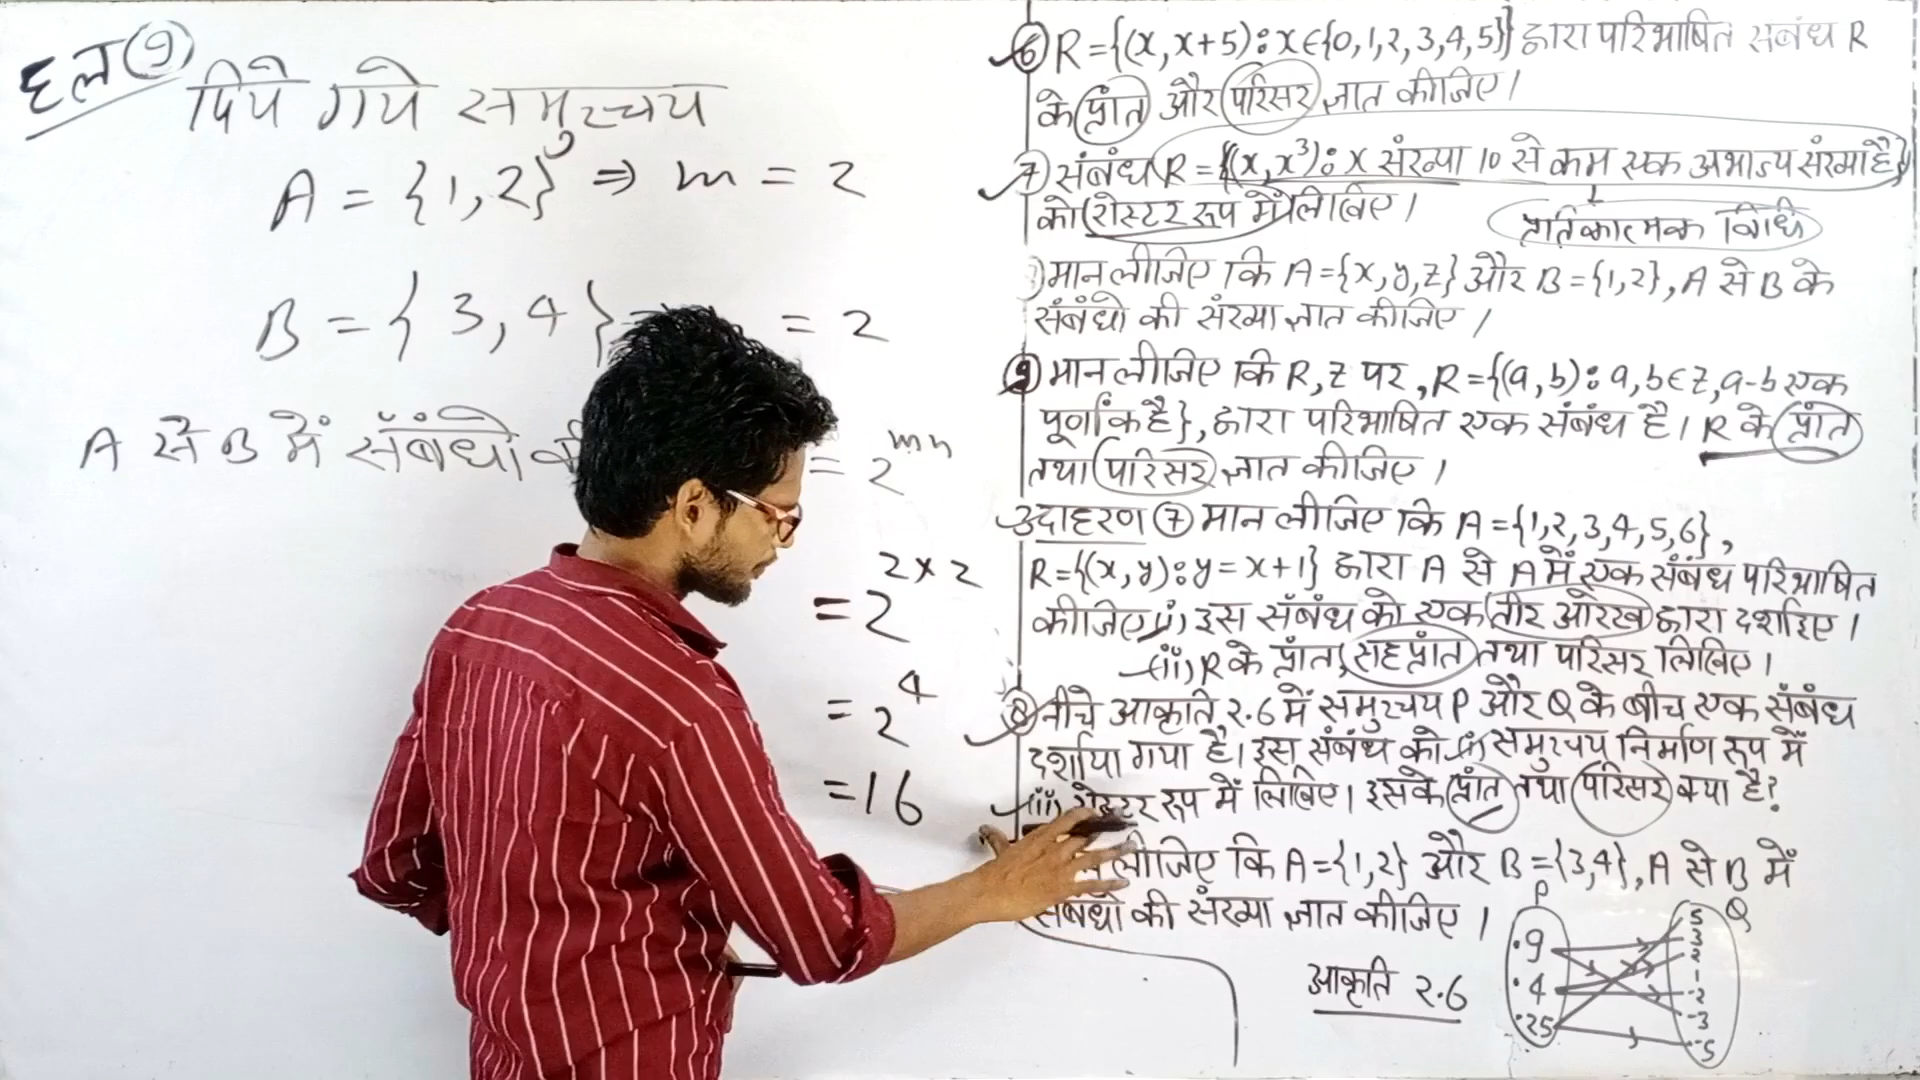 हल (9)
दिये गये समुच्चय
A = {1,2} ⇒ m = 2
B = { 3, 4 } = 2
A से B में संबंधो की = 2^mn
= 2^2×2
= 2^4
=16
(6) R={(x, x+5):x∈{0,1,2,3,4,5}} द्वारा परिभाषित सबंध R
के प्रांत और परिसर ज्ञात कीजिए।
(7) संबंध R={(x,x³): x संख्या 10 से कम एक अभाज्य संख्या है}
को रोस्टर रूप में लिखिए।
प्रतिकात्मक विधि
मान लीजिए कि A={x,y,z} और B={1,2}, A से B के
संबंधो की संख्या ज्ञात कीजिए।
(9) मान लीजिए कि R, Z पर, R={(a,b): a,b∈Z, a-b एक
पूर्णांक है}, द्वारा परिभाषित एक संबंध है। R के प्रांत
तथा परिसर ज्ञात कीजिए।
उदाहरण (7) मान लीजिए कि A={1,2,3,4,5,6},
R={(x,y): y=x+1} द्वारा A से A में एक संबंध परिभाषित
कीजिए (i) इस संबंध को एक तीर आरेख द्वारा दर्शाइए।
(ii) R के प्रांत, सहप्रांत तथा परिसर लिखिए।
(8) नीचे आकृति 2.6 में समुच्चय P और Q के बीच एक संबंध
दर्शाया गया है। इस संबंध को (i) समुच्चय निर्माण रूप में
(ii) रोस्टर रूप में लिखिए। इसके प्रांत तथा परिसर क्या है?
लीजिए कि A={1,2} और B={3,4}, A से B में
संबंधो की संख्या ज्ञात कीजिए।
P
Q
.9
.4
.25
5
3
2
1
-2
-3
-5
आकृति 2.6